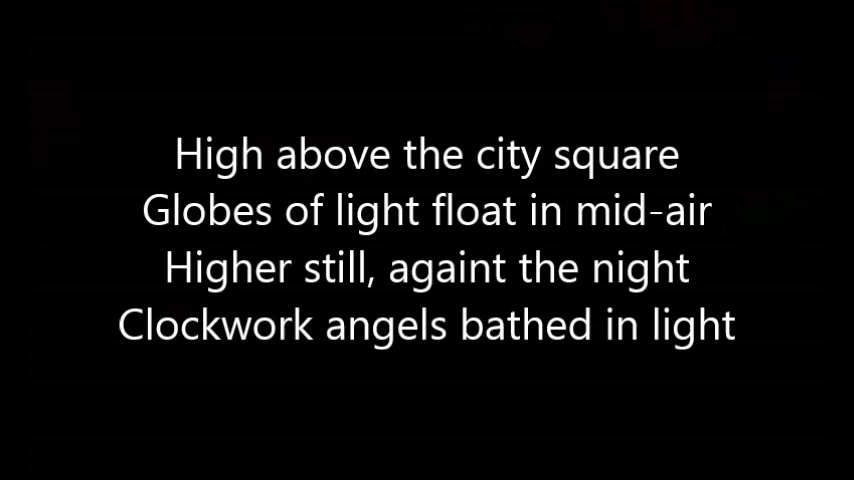 High above the city square
Globes of light float in mid-air
Higher still, againt the night
Clockwork angels bathed in light